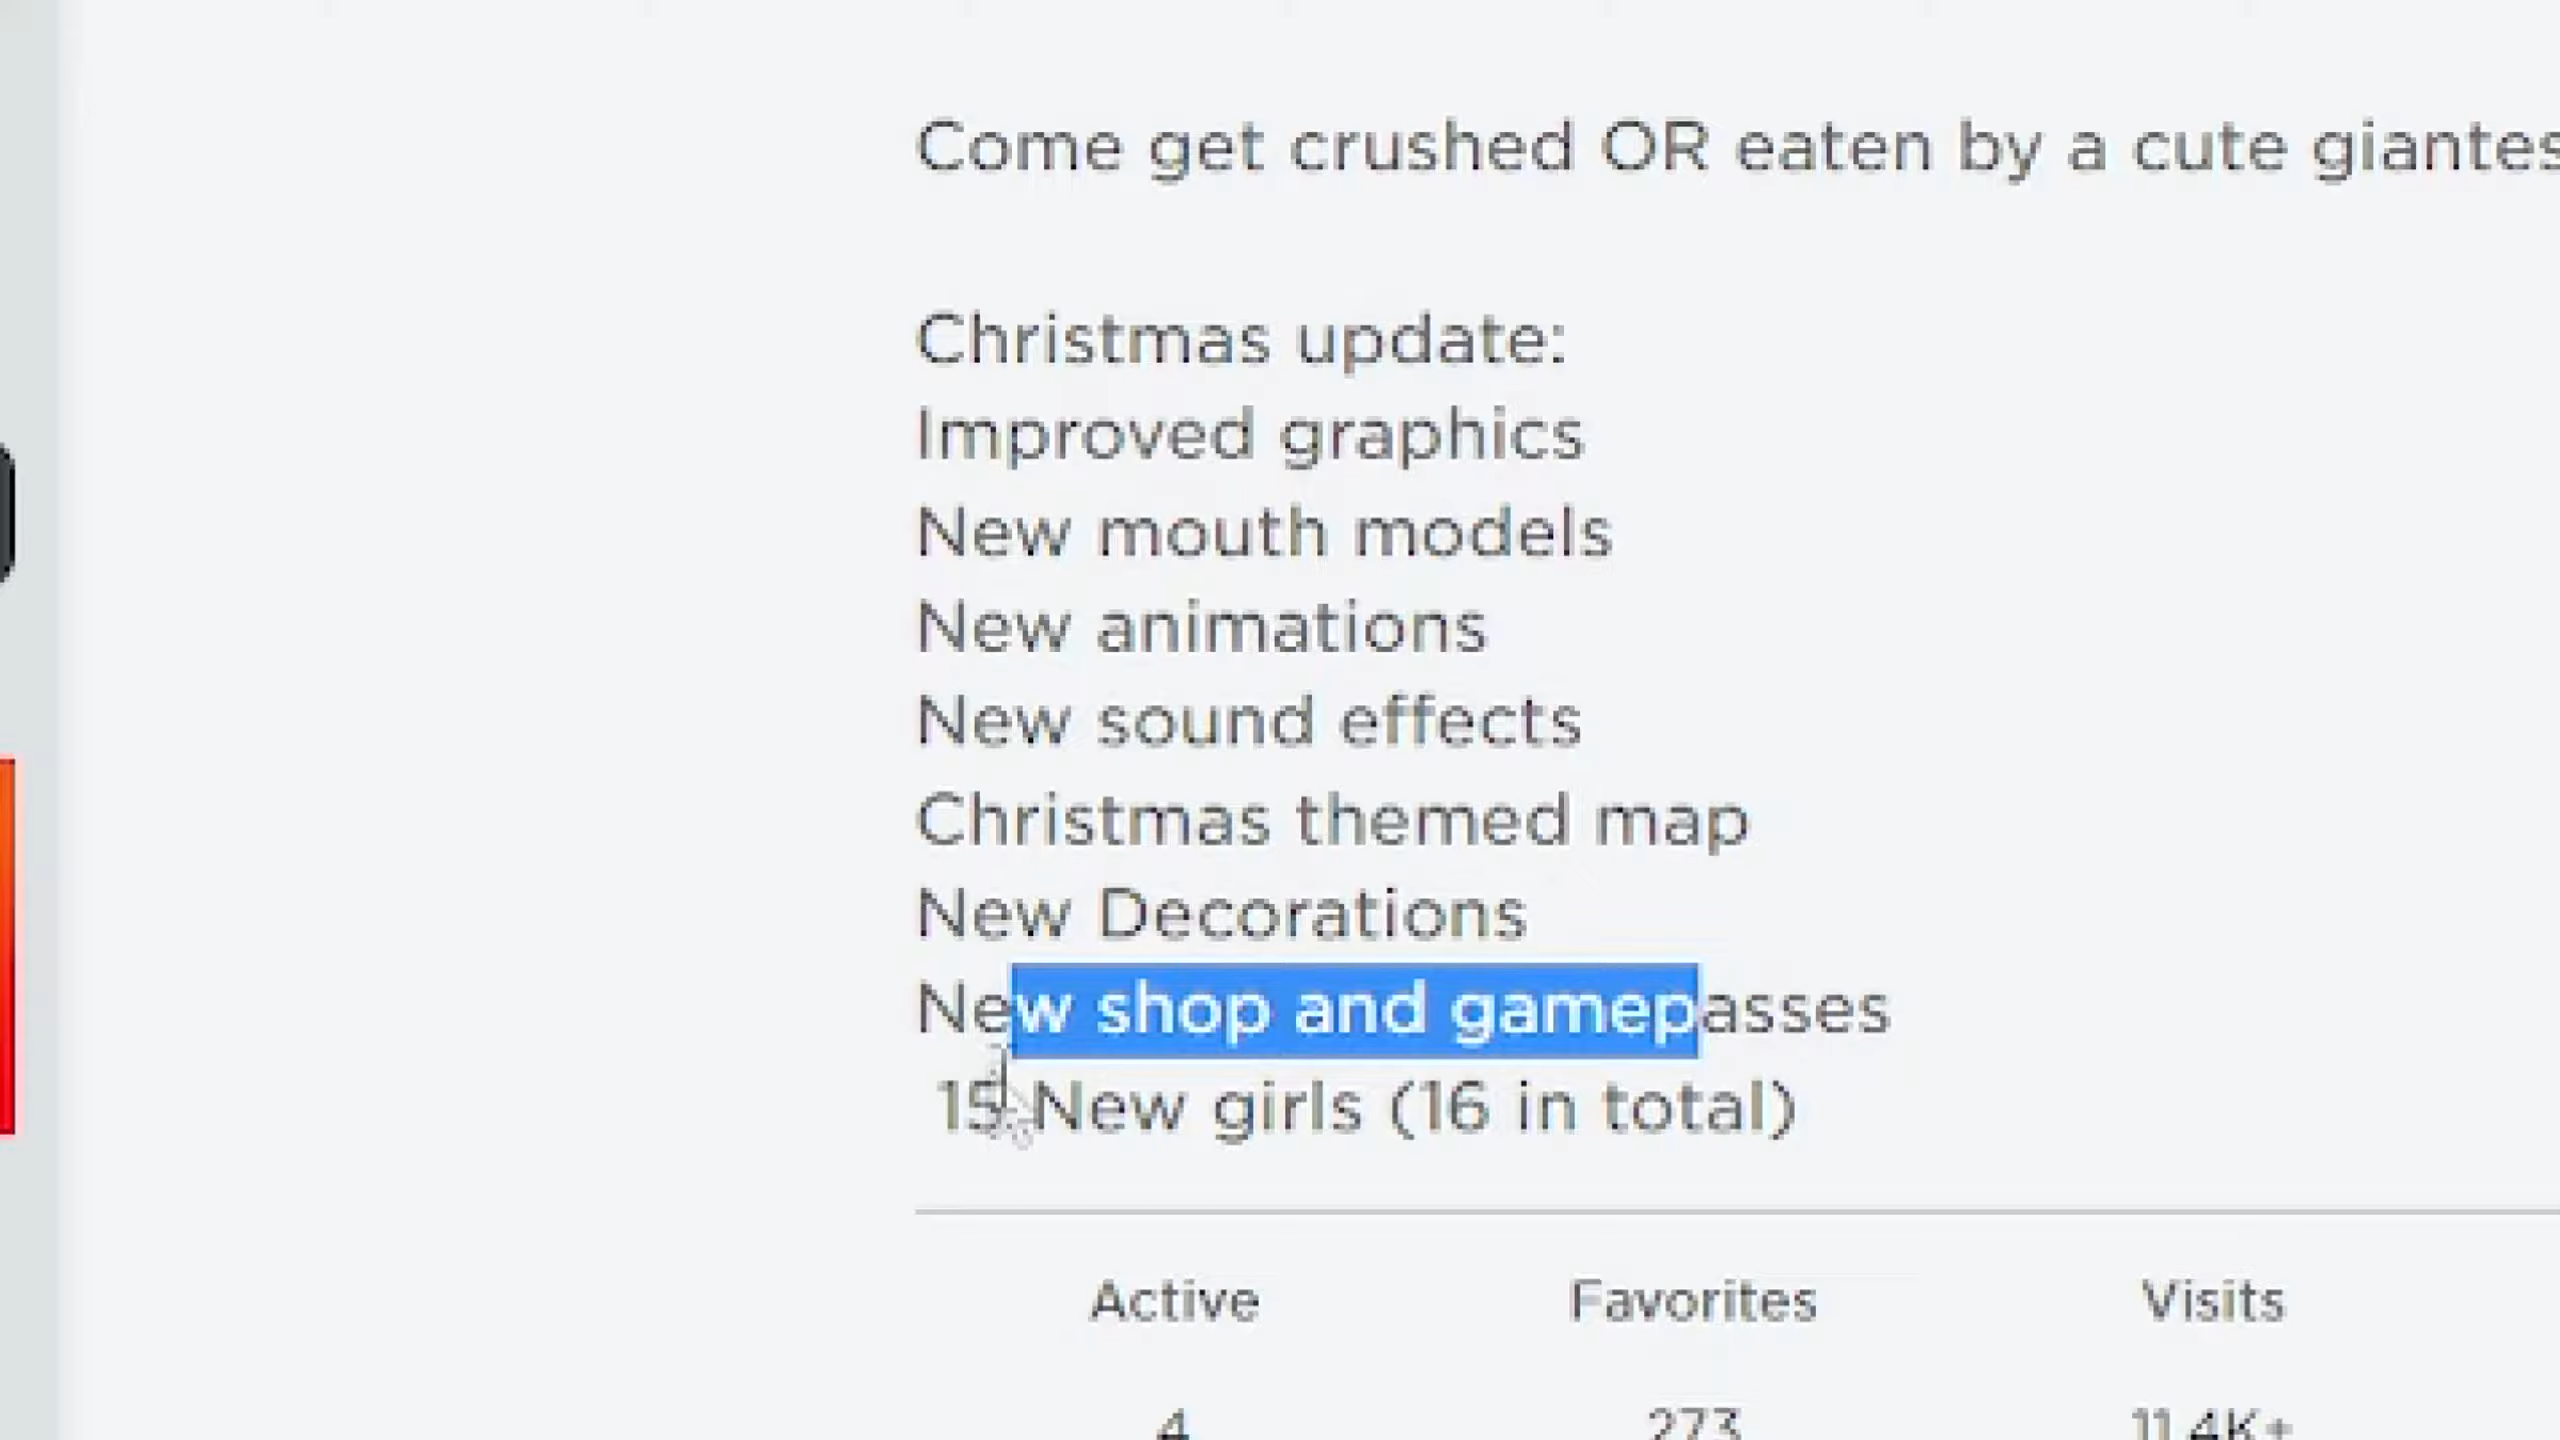 Come get crushed OR eaten by a cute giantes
Christmas update:
Improved graphics
New mouth models
New animations
New sound effects
Christmas themed map
New Decorations
New shop and gamepasses
15 New girls (16 in total)
Active Favorites Visits
4 273 11.4K+